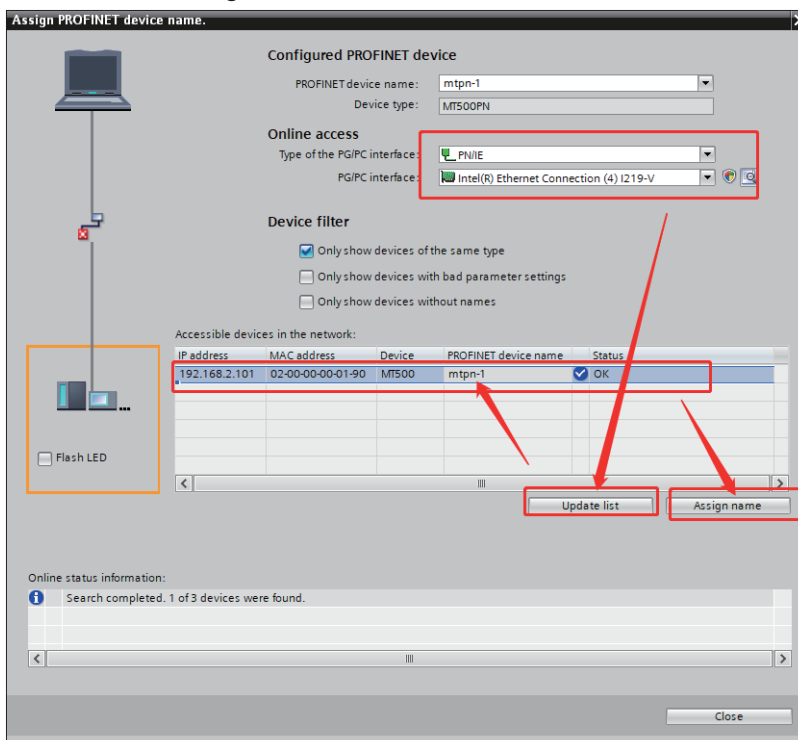 Assign PROFINET device name.
Configured PROFINET device
PROFINET device name: mtpn-1
Device type: MT500PN
Online access
Type of the PG/PC interface: PN/IE
PG/PC interface: Intel(R) Ethernet Connection (4) I219-V
Device filter
Only show devices of the same type
Only show devices with bad parameter settings
Only show devices without names
Accessible devices in the network:
IP address MAC address Device PROFINET device name Status
192.168.2.101 02-00-00-00-01-90 MT500 mtpn-1 OK
Flash LED
Update list Assign name
Online status information:
Search completed. 1 of 3 devices were found.
Close